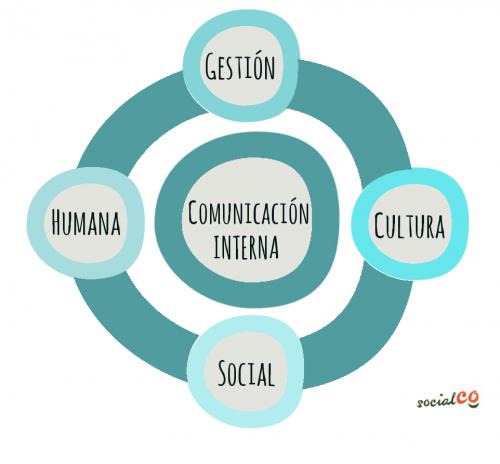 GESTIÓN
HUMANA
COMUNICACIÓN
INTERNA
CULTURA
SOCIAL
socialco